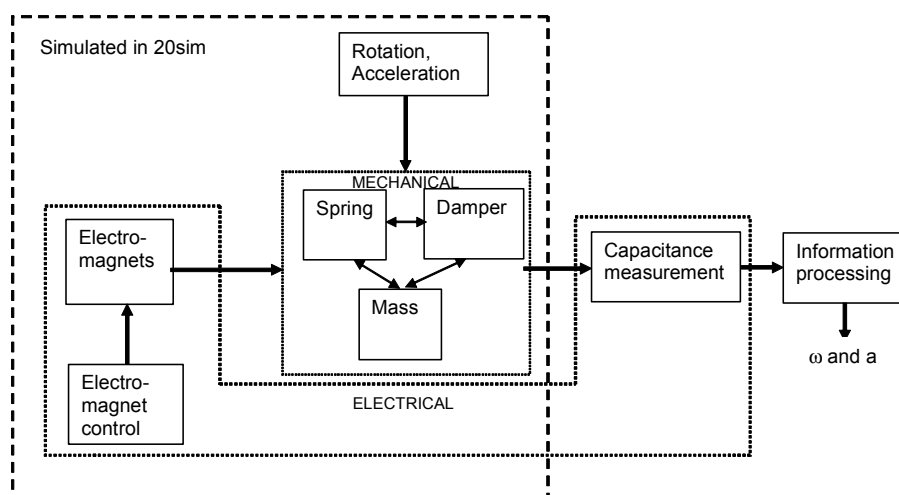 Simulated in 20sim
Rotation,
Acceleration
MECHANICAL
Spring
Damper
Mass
Electro-
magnets
Electro-
magnet
control
ELECTRICAL
Capacitance
measurement
Information
processing
ω and a